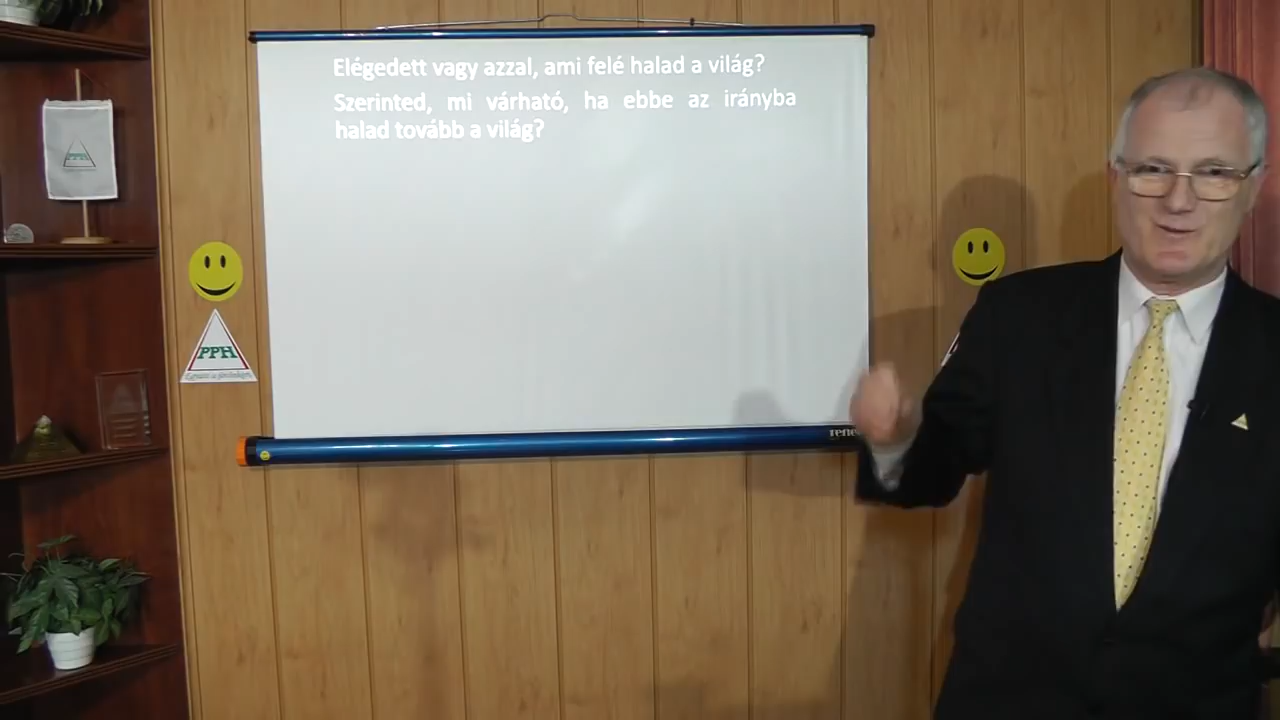 Elégedett vagy azzal, ami felé halad a világ?
Szerinted, mi várható, ha ebbe az irányba
halad tovább a világ?
PPH